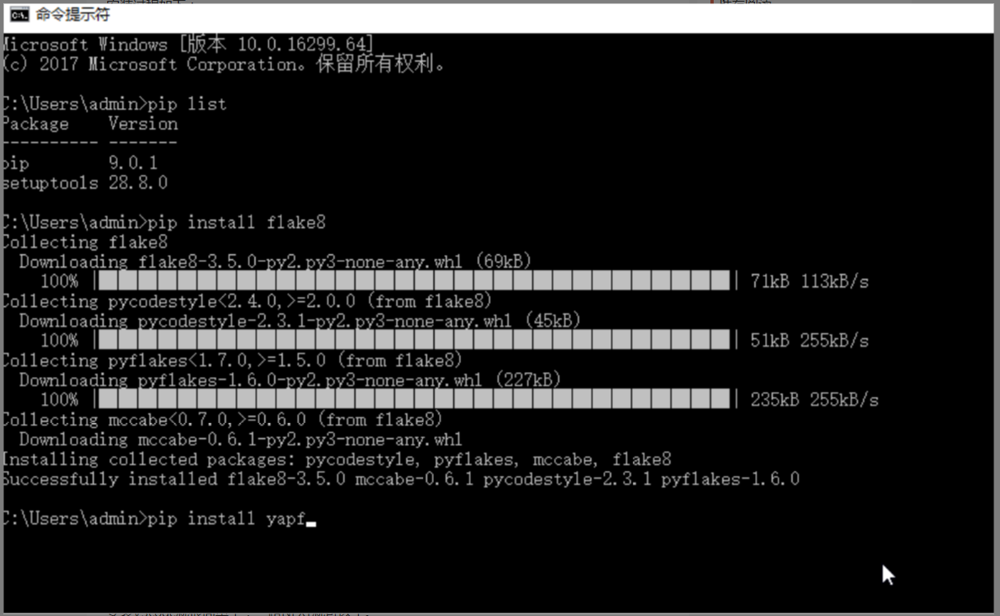 命令提示符
Microsoft Windows [版本 10.0.16299.64]
(c) 2017 Microsoft Corporation。保留所有权利。
C:\Users\admin>pip list
Package    Version
---------- -------
pip        9.0.1
setuptools 28.8.0
C:\Users\admin>pip install flake8
Collecting flake8
  Downloading flake8-3.5.0-py2.py3-none-any.whl (69kB)
    100% |████████████████████████████████| 71kB 113kB/s
Collecting pycodestyle<2.4.0,>=2.0.0 (from flake8)
  Downloading pycodestyle-2.3.1-py2.py3-none-any.whl (45kB)
    100% |████████████████████████████████| 51kB 255kB/s
Collecting pyflakes<1.7.0,>=1.5.0 (from flake8)
  Downloading pyflakes-1.6.0-py2.py3-none-any.whl (227kB)
    100% |████████████████████████████████| 235kB 255kB/s
Collecting mccabe<0.7.0,>=0.6.0 (from flake8)
  Downloading mccabe-0.6.1-py2.py3-none-any.whl
Installing collected packages: pycodestyle, pyflakes, mccabe, flake8
Successfully installed flake8-3.5.0 mccabe-0.6.1 pycodestyle-2.3.1 pyflakes-1.6.0
C:\Users\admin>pip install yapf